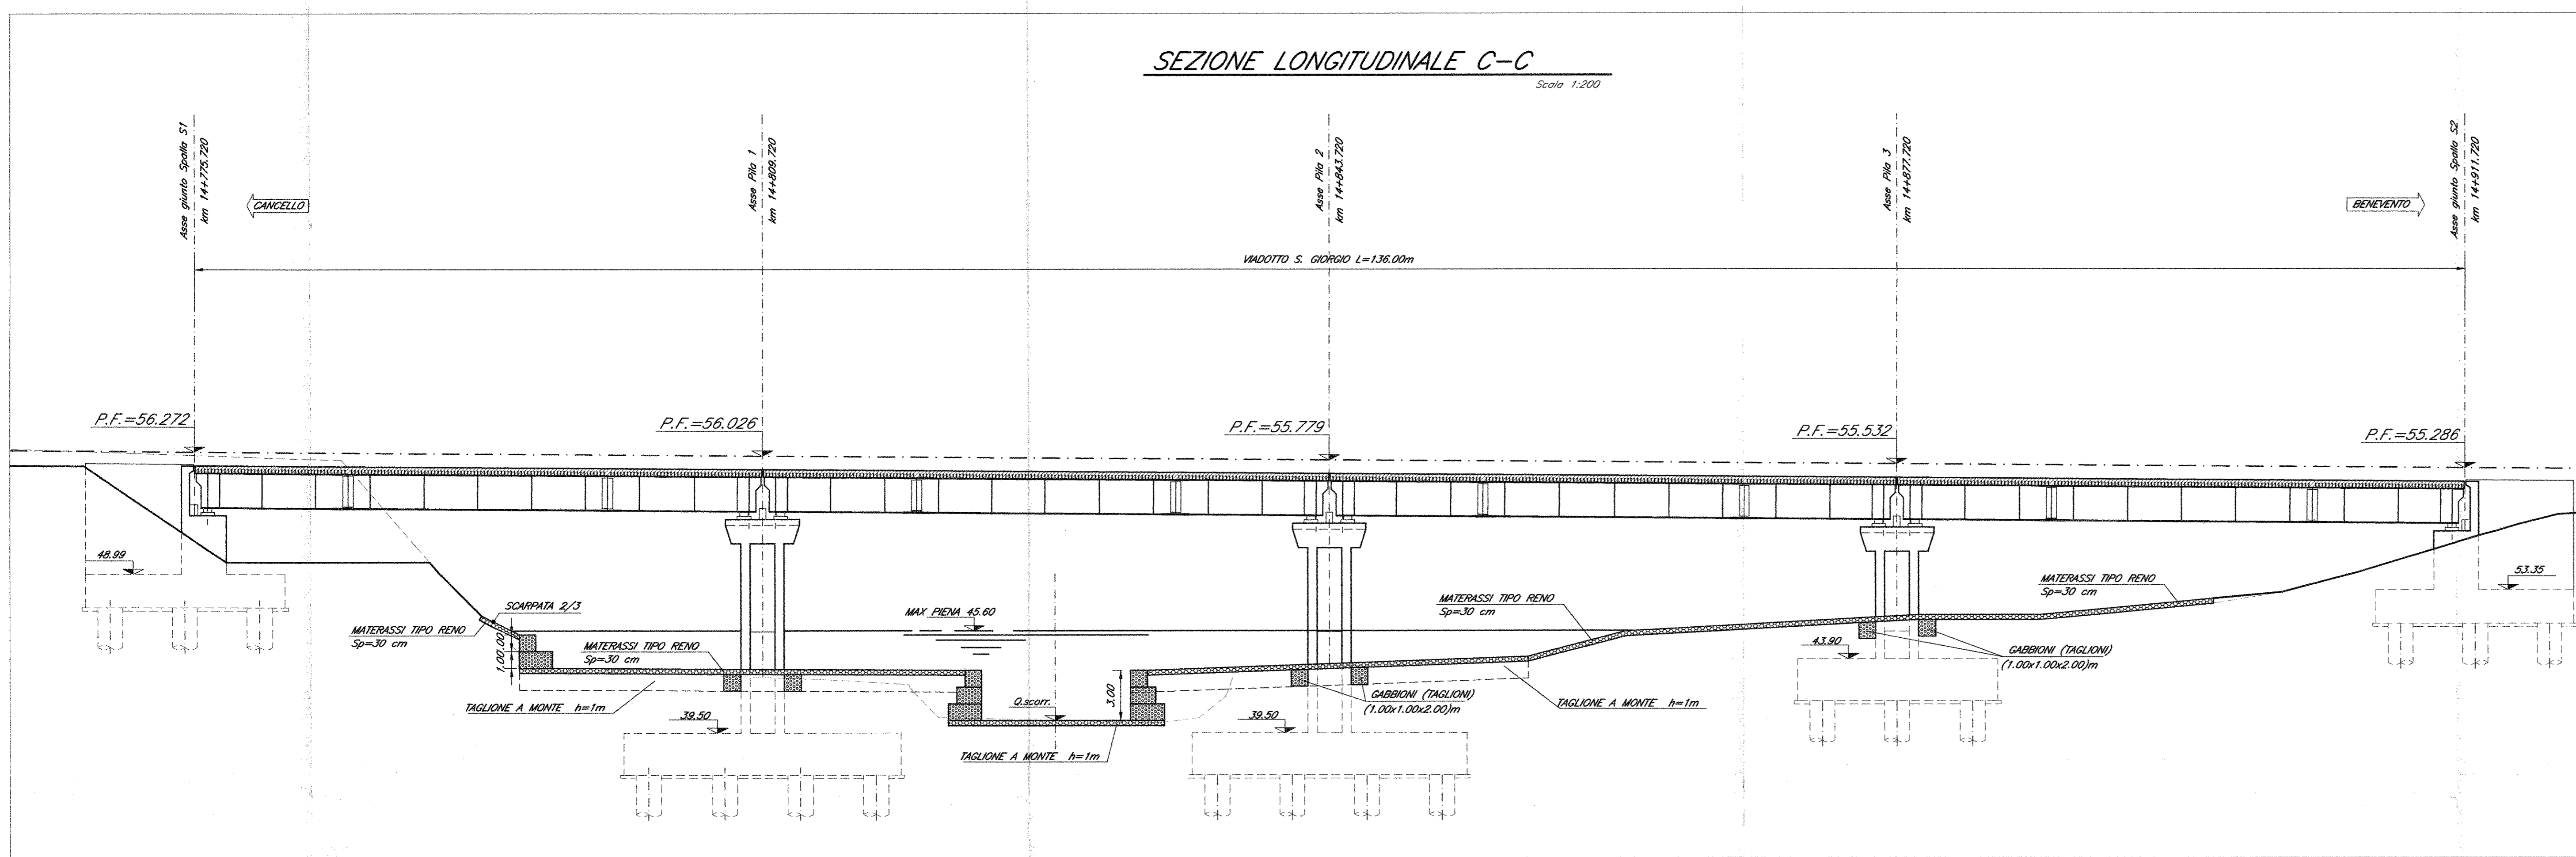 SEZIONE LONGITUDINALE C-C
Scala 1:200
Asse giunto Spalla S1
km 14+775.720
Asse Pila 1
km 14+809.720
Asse Pila 2
km 14+843.720
Asse Pila 3
km 14+877.720
Asse giunto Spalla S2
km 14+911.720
CANCELLO
BENEVENTO
VIADOTTO S. GIORGIO L=136.00m
P.F.=56.272
P.F.=56.026
P.F.=55.779
P.F.=55.532
P.F.=55.286
48.99
SCARPATA 2/3
MATERASSI TIPO RENO
Sp=30 cm
1.00
1.00
MATERASSI TIPO RENO
Sp=30 cm
TAGLIONE A MONTE h=1m
39.50
MAX PIENA 45.60
Q.scorr.
3.00
TAGLIONE A MONTE h=1m
39.50
GABBIONI (TAGLIONI)
(1.00x1.00x2.00)m
MATERASSI TIPO RENO
Sp=30 cm
TAGLIONE A MONTE h=1m
43.90
MATERASSI TIPO RENO
Sp=30 cm
GABBIONI (TAGLIONI)
(1.00x1.00x2.00)m
53.35